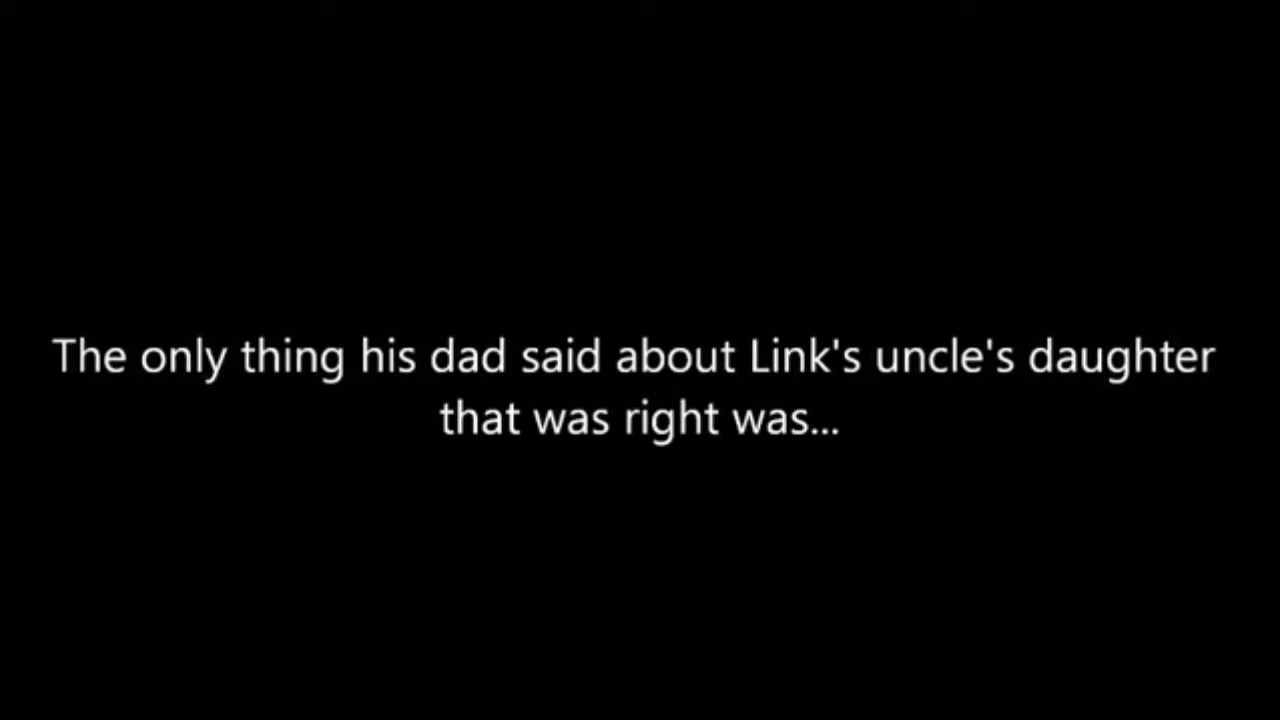 The only thing his dad said about Link's uncle's daughter
that was right was...